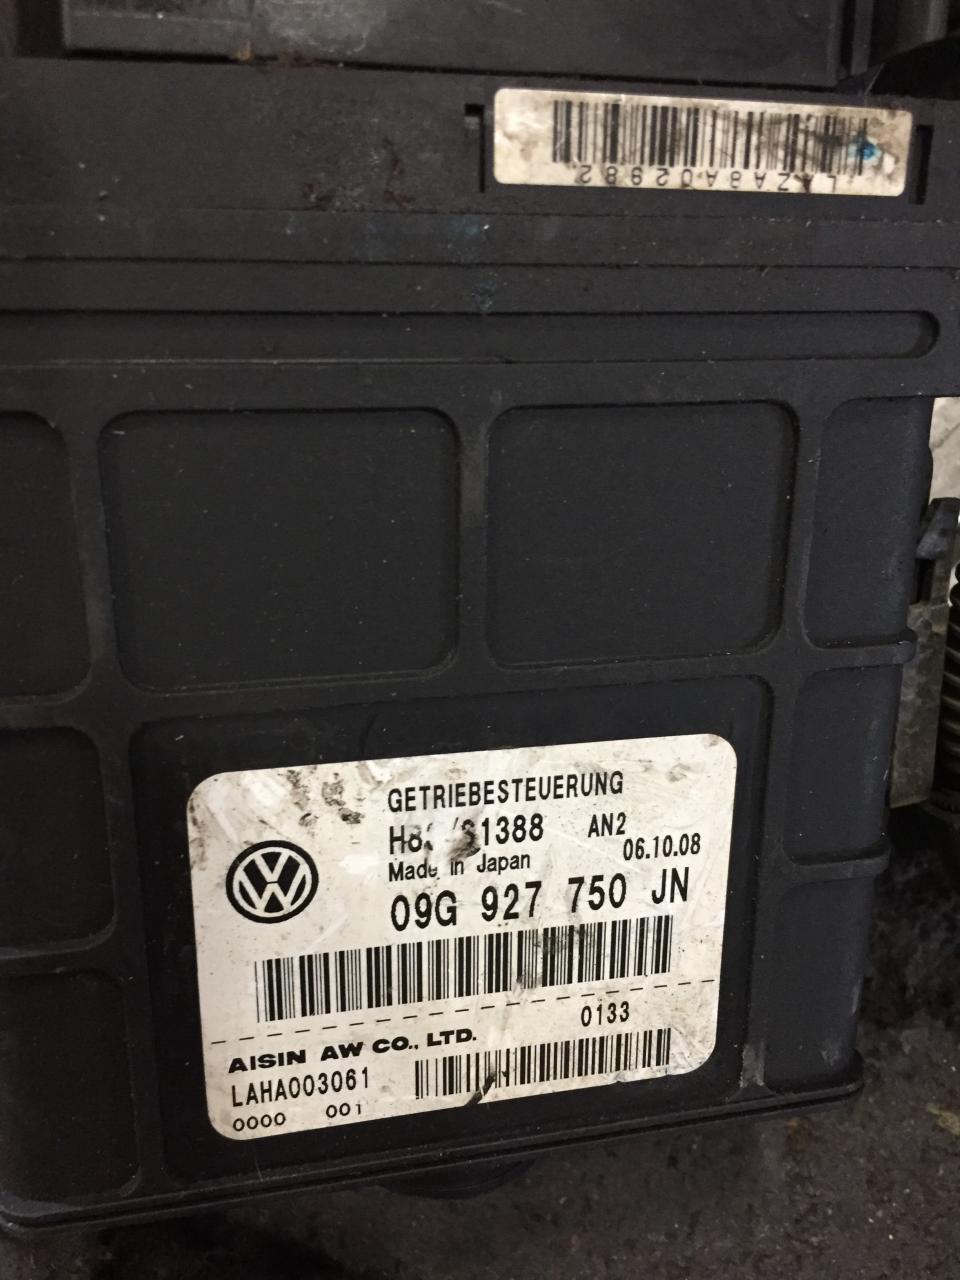 L ZA8A02982
GETRIEBESTEUERUNG
AN2
Made in Japan
06.10.08
09G 927 750 JN
0133
AISIN AW CO., LTD.
LAHA003061
0000 001